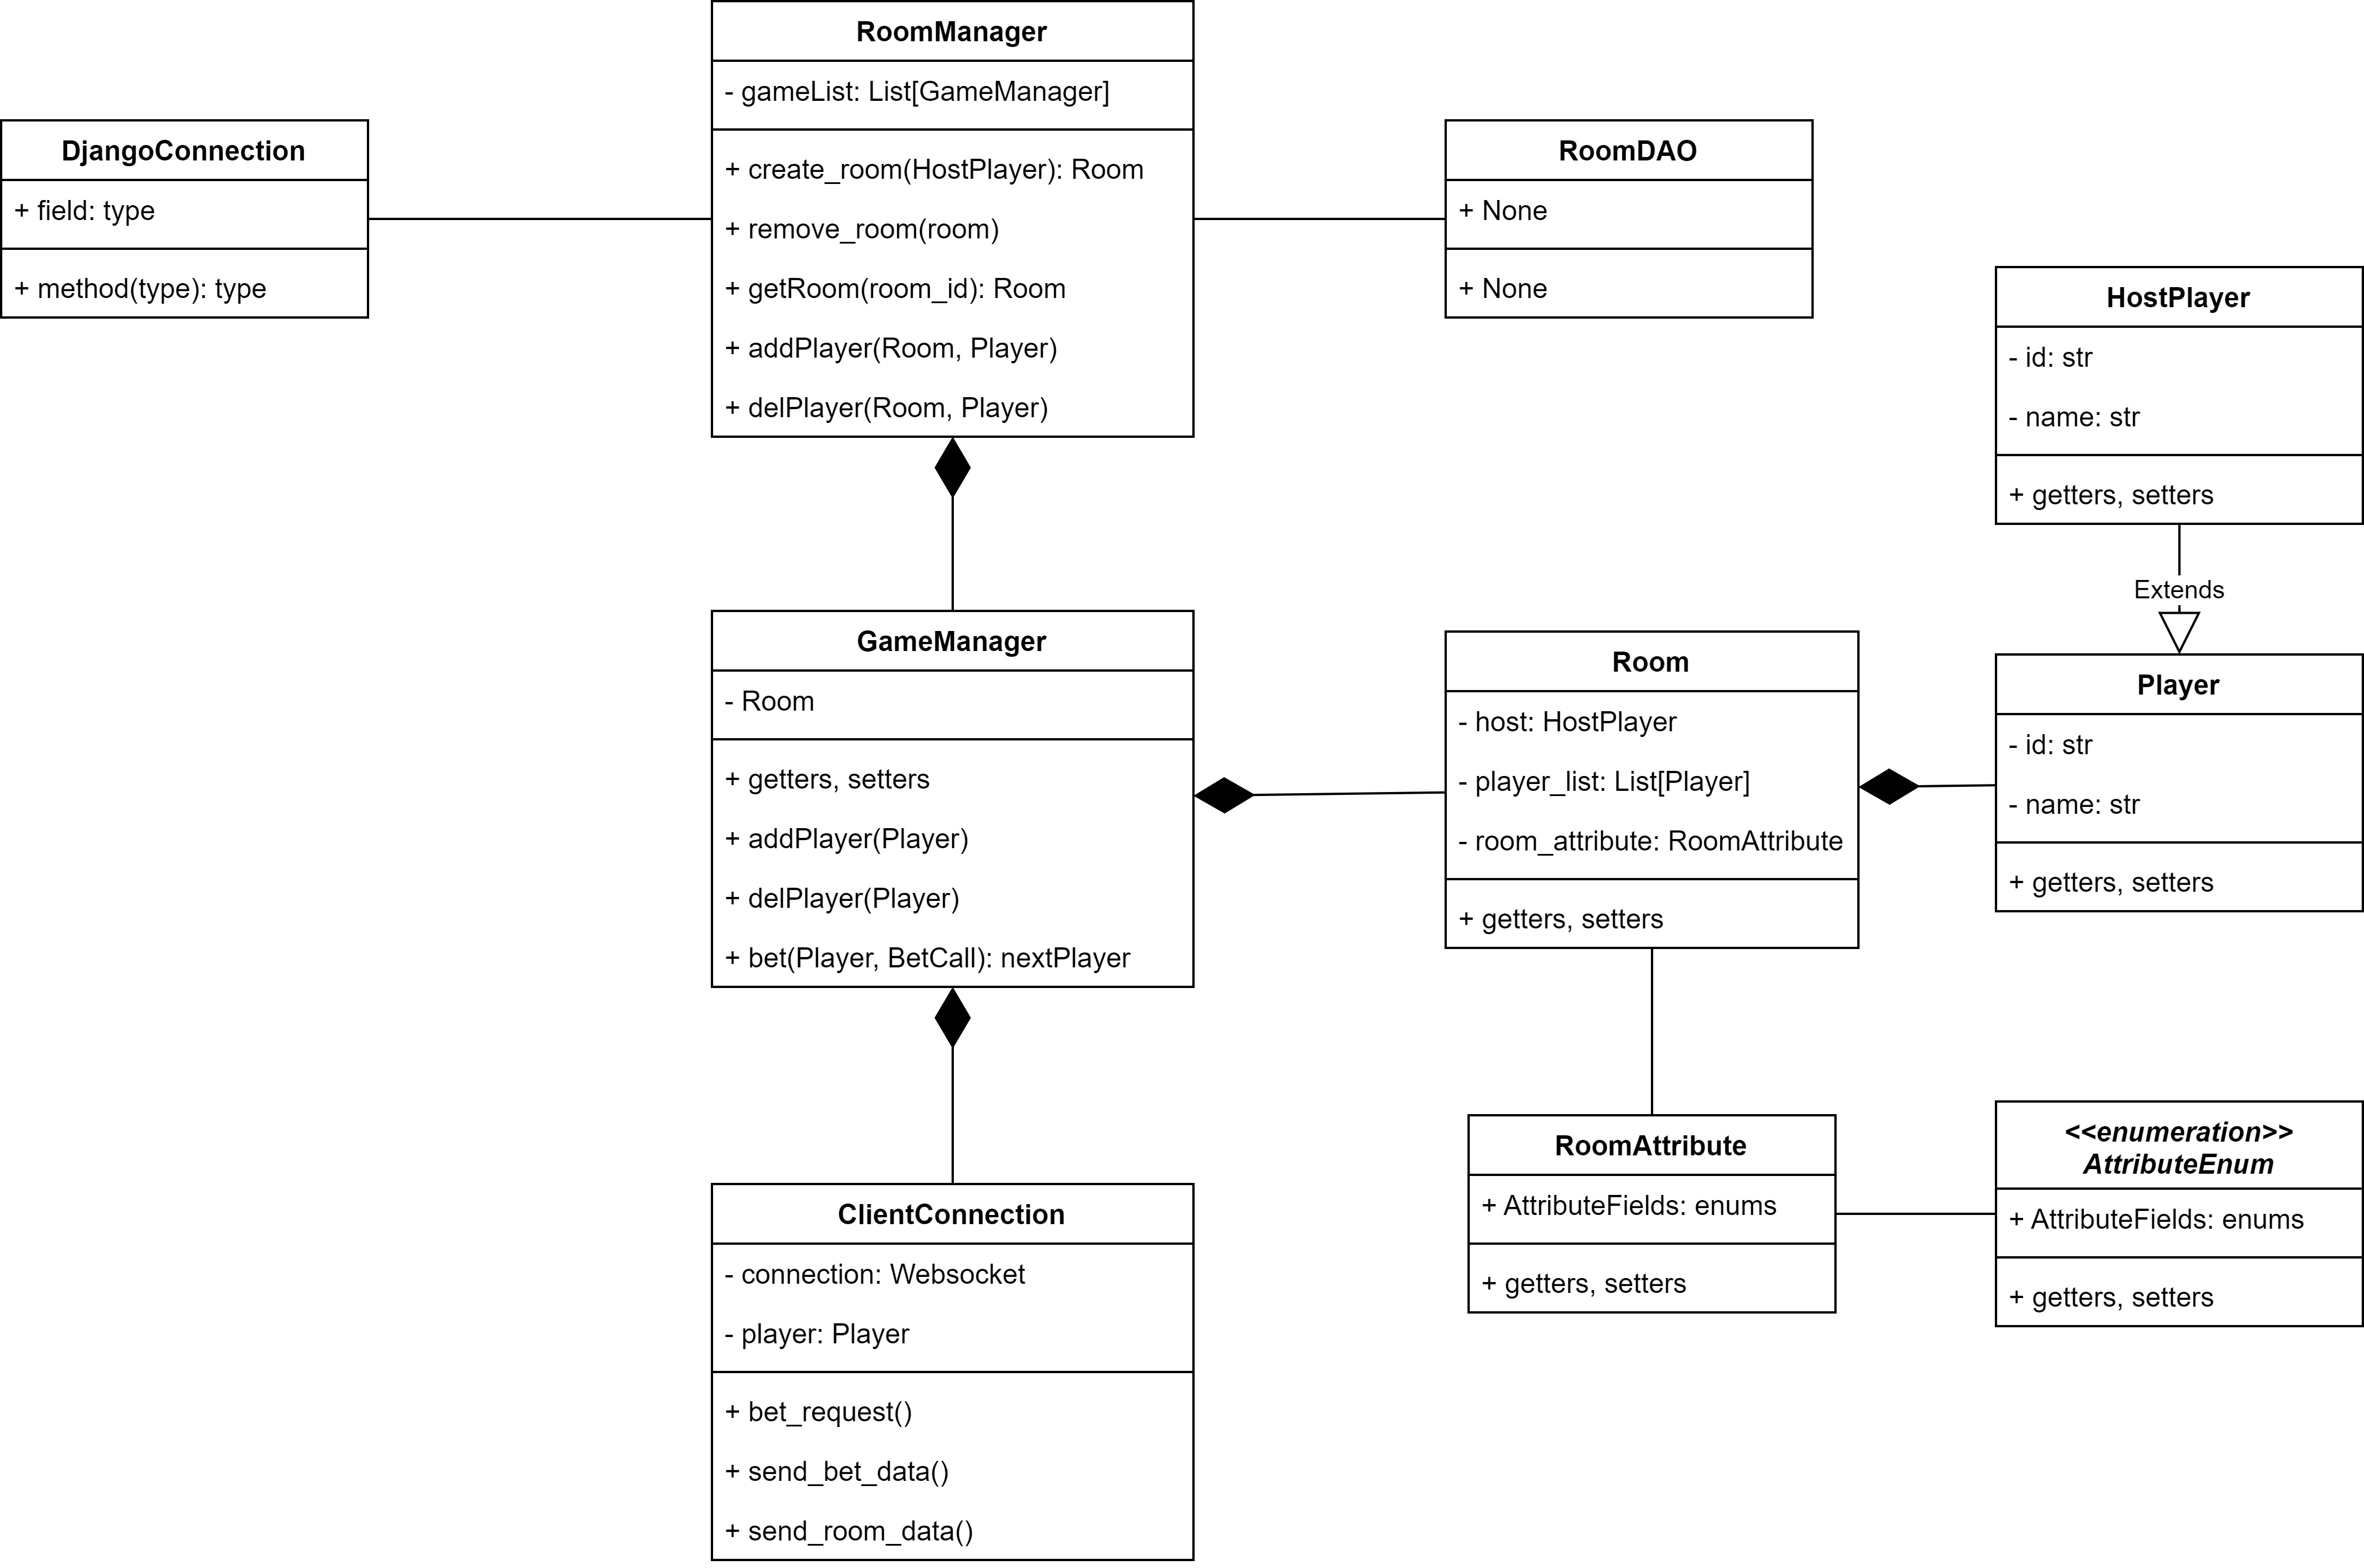 RoomManager
- gameList: List[GameManager]
+ create_room(HostPlayer): Room
+ remove_room(room)
+ getRoom(room_id): Room
+ addPlayer(Room, Player)
+ delPlayer(Room, Player)
DjangoConnection
+ field: type
+ method(type): type
RoomDAO
+ None
+ None
HostPlayer
- id: str
- name: str
+ getters, setters
Extends
GameManager
- Room
+ getters, setters
+ addPlayer(Player)
+ delPlayer(Player)
+ bet(Player, BetCall): nextPlayer
Room
- host: HostPlayer
- player_list: List[Player]
- room_attribute: RoomAttribute
+ getters, setters
Player
- id: str
- name: str
+ getters, setters
RoomAttribute
+ AttributeFields: enums
+ getters, setters
<<enumeration>>
AttributeEnum
+ AttributeFields: enums
+ getters, setters
ClientConnection
- connection: Websocket
- player: Player
+ bet_request()
+ send_bet_data()
+ send_room_data()